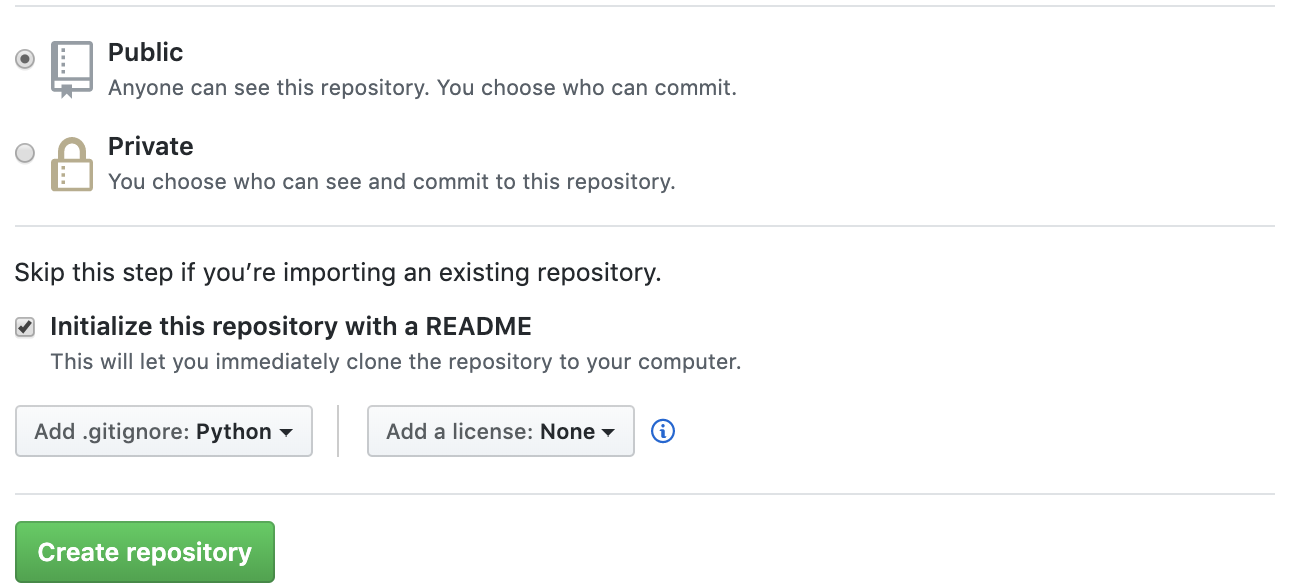 Public
Anyone can see this repository. You choose who can commit.
Private
You choose who can see and commit to this repository.
Skip this step if you’re importing an existing repository.
Initialize this repository with a README
This will let you immediately clone the repository to your computer.
Add .gitignore: Python Add a license: None
Create repository